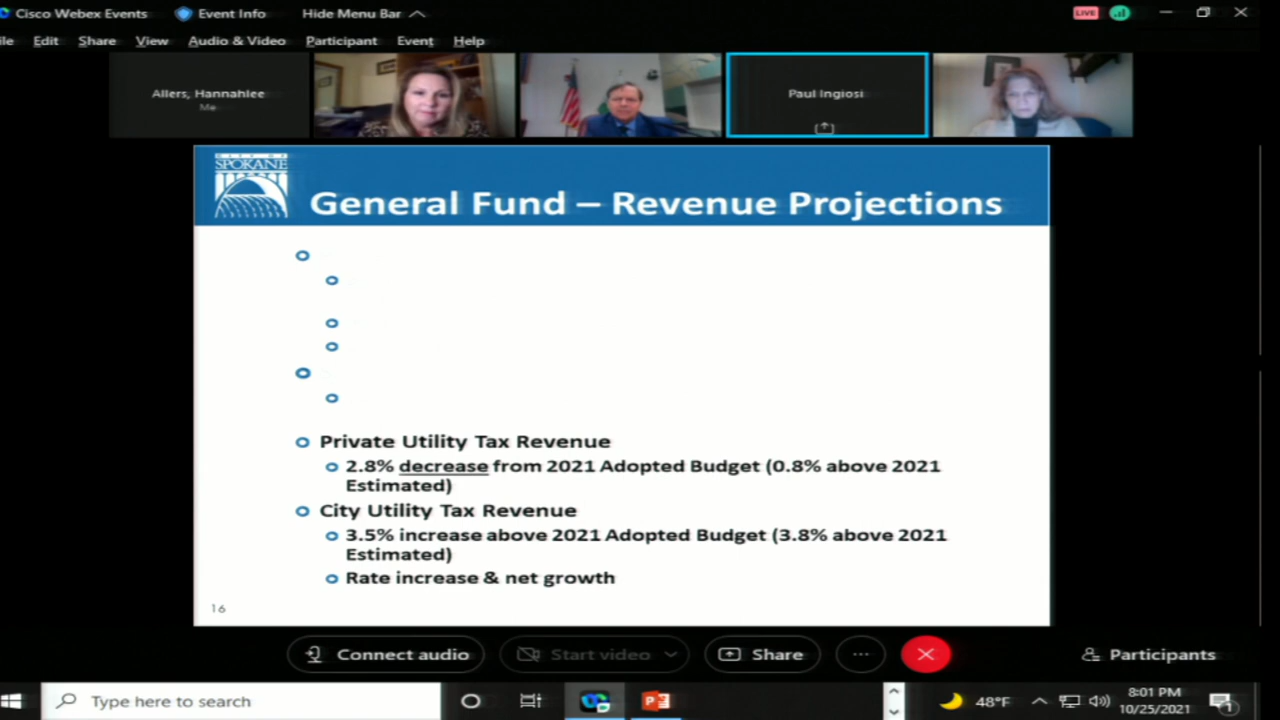 Cisco Webex Events
Event Info
Hide Menu Bar
LIVE
ile Edit Share View Audio & Video Participant Event Help
Allers, Hannahlee
Me
Paul Ingiosi
CITY OF
SPOKANE
General Fund – Revenue Projections
Private Utility Tax Revenue
2.8% decrease from 2021 Adopted Budget (0.8% above 2021
Estimated)
City Utility Tax Revenue
3.5% increase above 2021 Adopted Budget (3.8% above 2021
Estimated)
Rate increase & net growth
16
Connect audio
Start video
Share
Participants
Type here to search
48°F
8:01 PM
10/25/2021
1